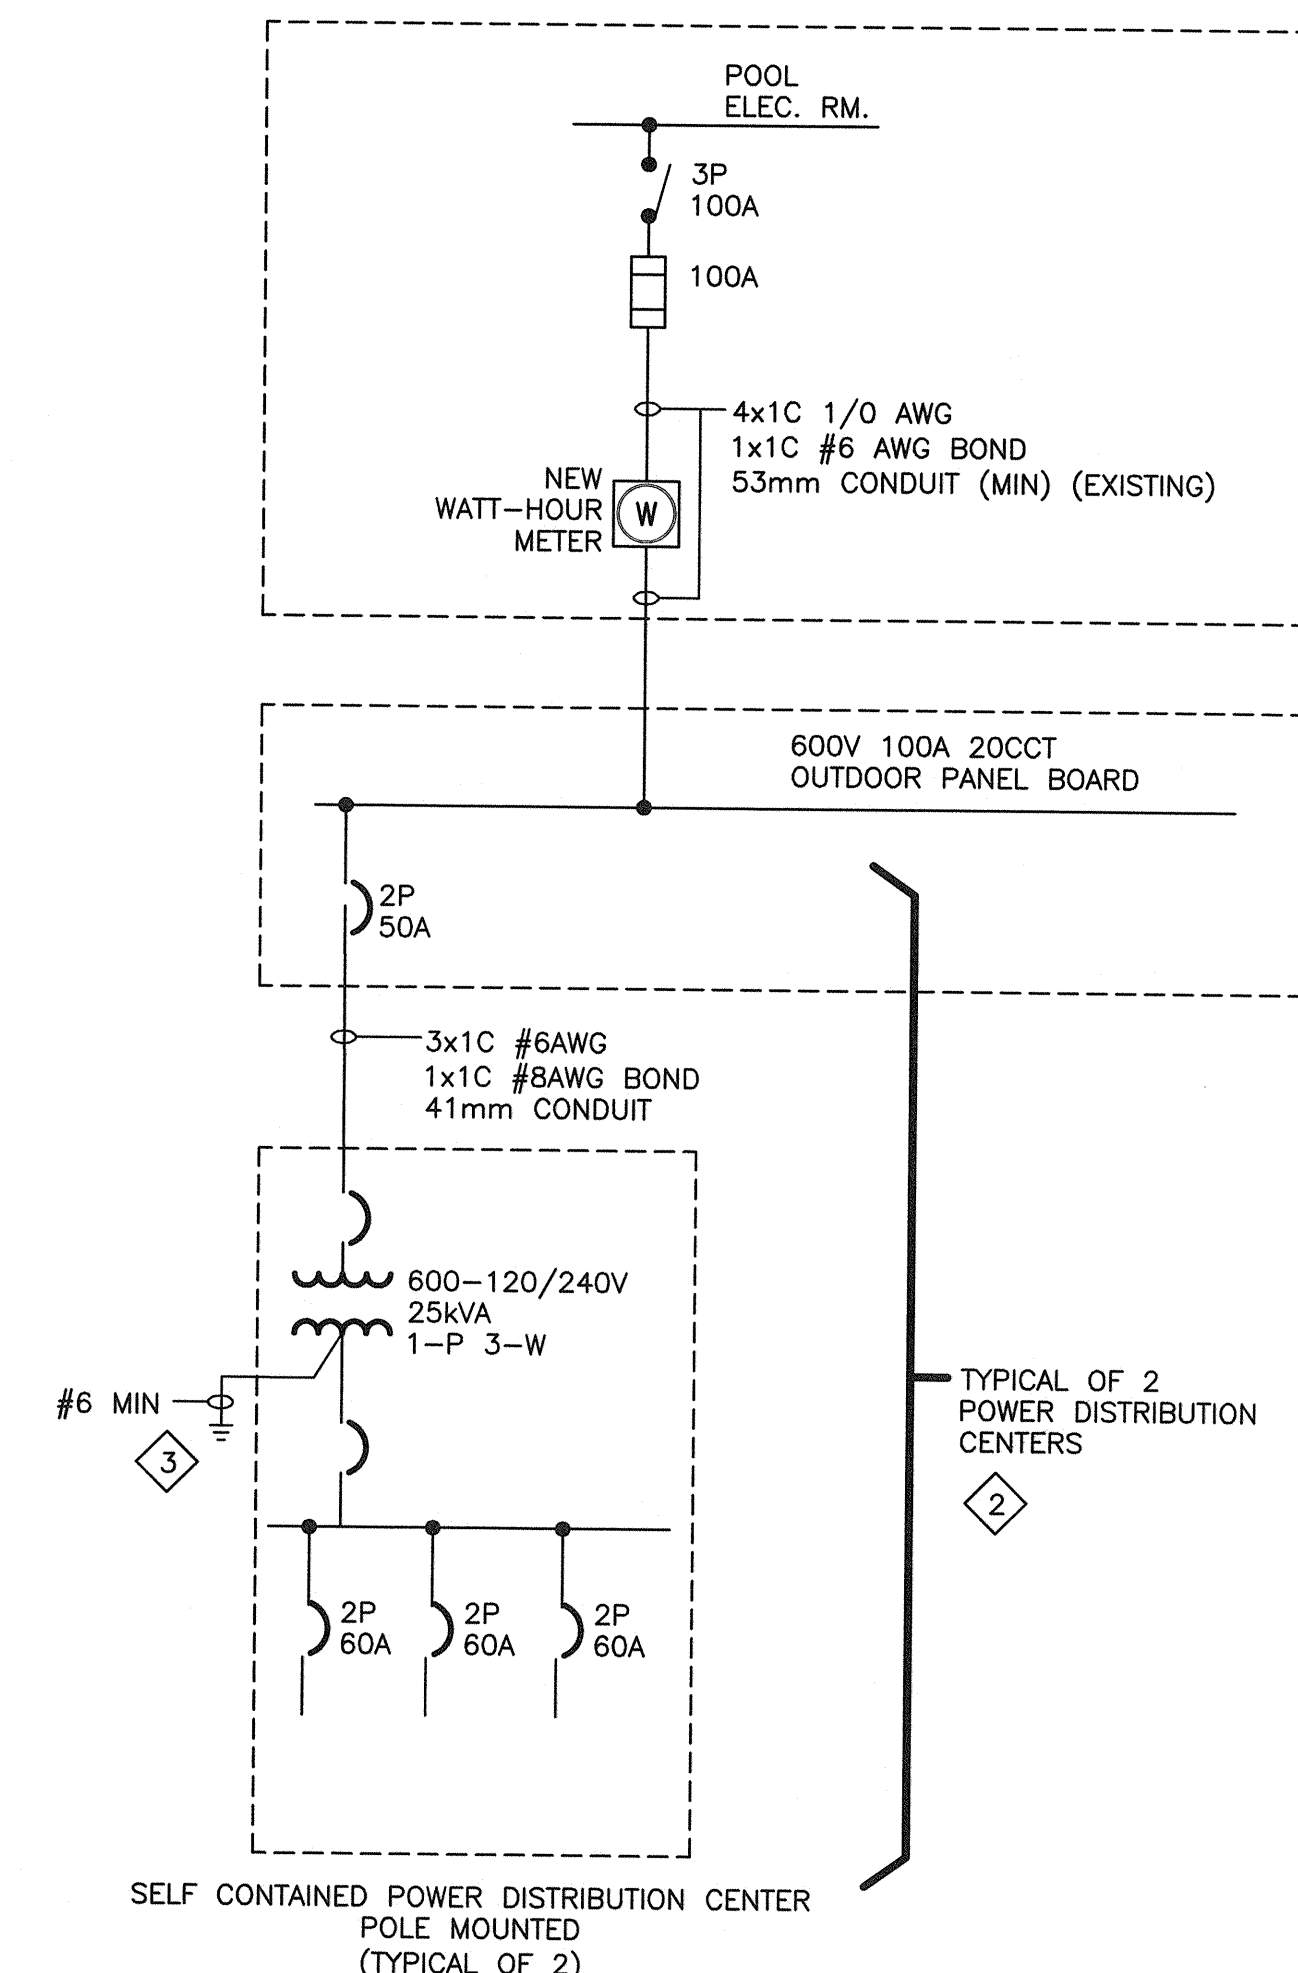 POOL
ELEC. RM.
3P
100A
100A
4x1C 1/0 AWG
1x1C #6 AWG BOND
53mm CONDUIT (MIN) (EXISTING)
NEW
WATT-HOUR
METER
W
600V 100A 20CCT
OUTDOOR PANEL BOARD
2P
50A
3x1C #6AWG
1x1C #8AWG BOND
41mm CONDUIT
600-120/240V
25kVA
1-P 3-W
#6 MIN
3
TYPICAL OF 2
POWER DISTRIBUTION
CENTERS
2
2P
60A
2P
60A
2P
60A
SELF CONTAINED POWER DISTRIBUTION CENTER
POLE MOUNTED
(TYPICAL OF 2)